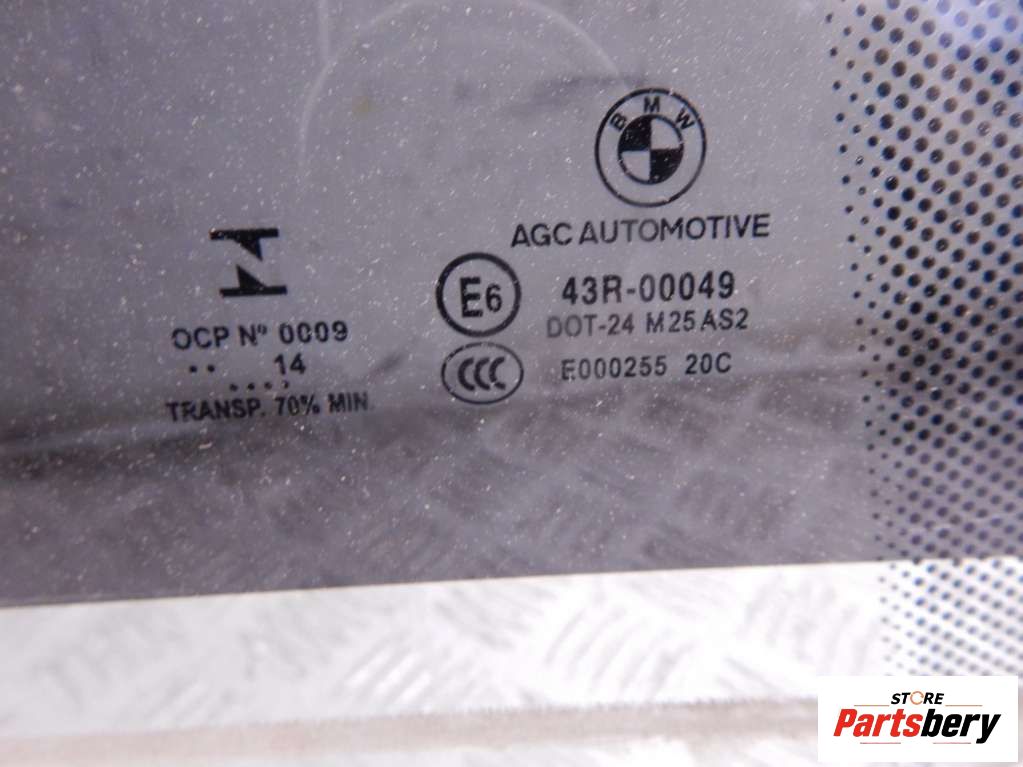 BMW
AGC AUTOMOTIVE
E6
43R-00049
DOT-24 M25 AS2
CCC
E000255 20C
OCP Nº 0009
.. 14
....,
TRANSP. 70% MIN
STORE
Partsbery